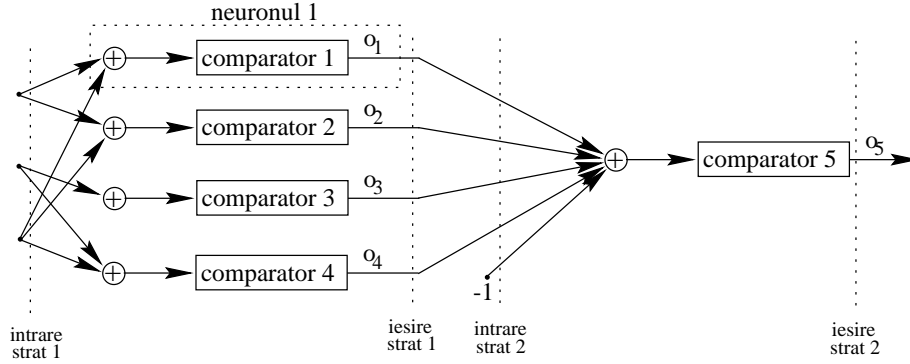 neuronul 1
comparator 1
o1
comparator 2
o2
comparator 3
o3
comparator 4
o4
comparator 5
o5
-1
intrare
strat 1
iesire
strat 1
intrare
strat 2
iesire
strat 2